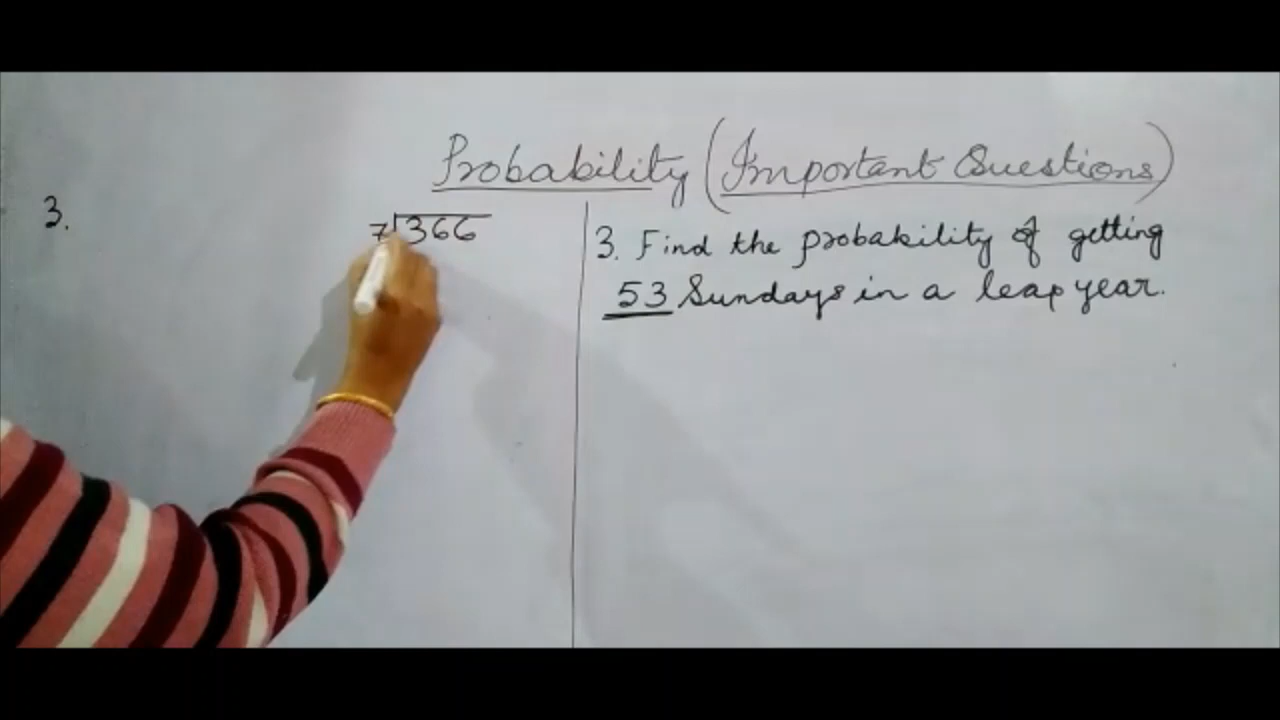 Probability (Important Questions)
3.
7)366
3. Find the probability of getting
53 Sundays in a leap year.